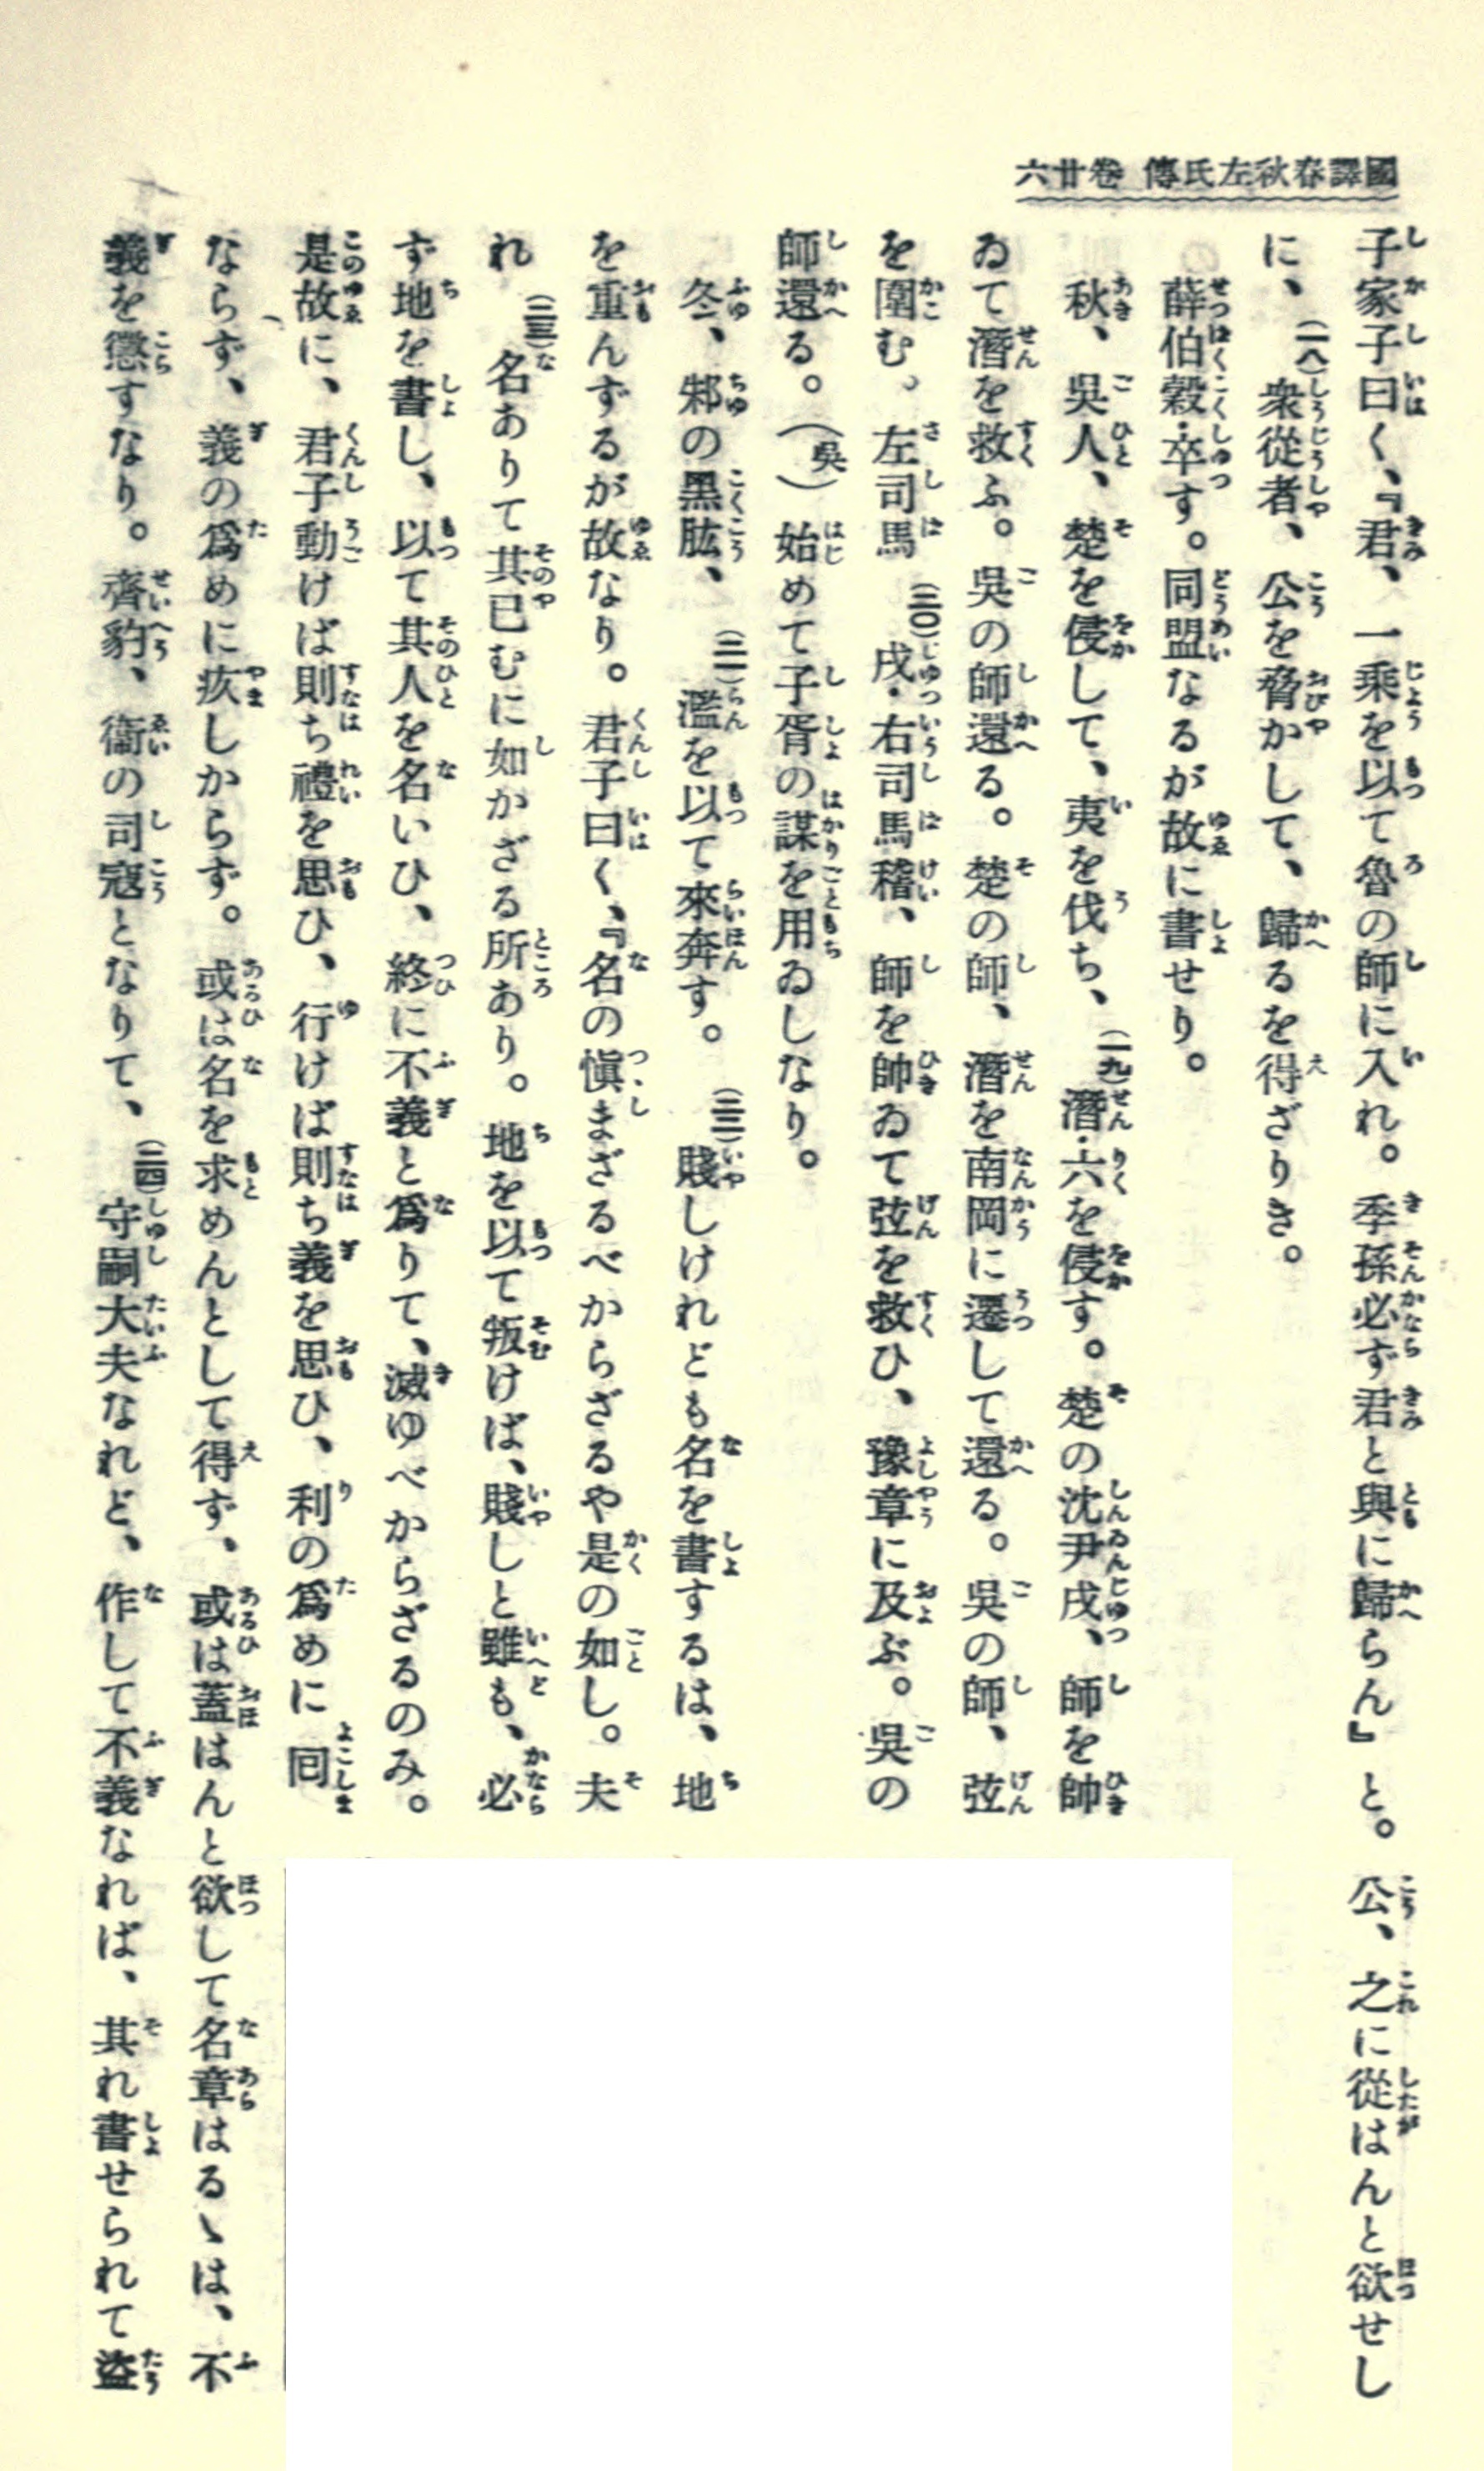 國譯春秋左氏傳 卷廿六
子家子曰く、『君、一乘を以て魯の師に入れ。季孫必ず君と與に歸らん』と。公、之に從はんと欲せし
に、(一八)衆從者、公を脅かして、歸るを得ざりき。
薛伯穀・卒す。同盟なるが故に書せり。
秋、吳人、楚を侵して、夷を伐ち、(一九)潛・六を侵す。楚の沈尹戌、師を帥
ゐて潛を救ふ。吳の師還る。楚の師、潛を南岡に遷して還る。吳の師、弦
を圍む。左司馬(二〇)戌・右司馬稽、師を帥ゐて弦を救ひ、豫章に及ぶ。吳の
師還る。(吳)始めて子胥の謀を用ゐしなり。
冬、邾の黑肱、(二一)濫を以て來奔す。(二二)賤しけれども名を書するは、地
を重んずるが故なり。君子曰く、『名の愼まざるべからざるや是の如し。夫
れ(二三)名ありて其已むに如かざる所あり。地を以て叛けば、賤しと雖も、必
ず地を書し、以て其人を名いひ、終に不義と爲りて、滅ゆべからざるのみ。
是故に、君子動けば則ち禮を思ひ、行けば則ち義を思ひ、利の爲めに回
ならず、義の爲めに疚しからず。或は名を求めんとして得ず、或は蓋はんと欲して名章はるゝは、不
義を懲すなり。齊豹、衞の司寇となりて、(二四)守嗣大夫なれど、作して不義なれば、其れ書せられて盜